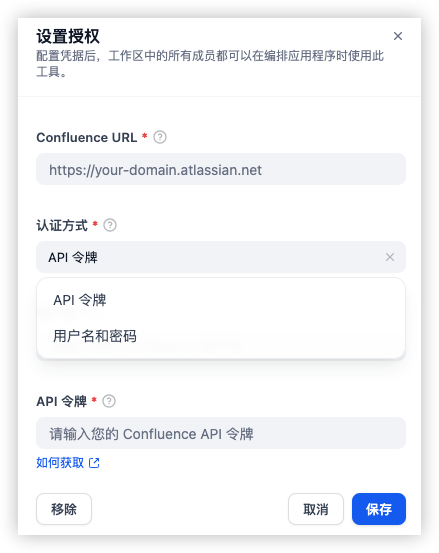 设置授权
配置凭据后，工作区中的所有成员都可以在编排应用程序时使用此
工具。
Confluence URL *
https://your-domain.atlassian.net
认证方式 *
API 令牌
API 令牌
用户名和密码
API 令牌 *
请输入您的 Confluence API 令牌
如何获取
移除 取消 保存